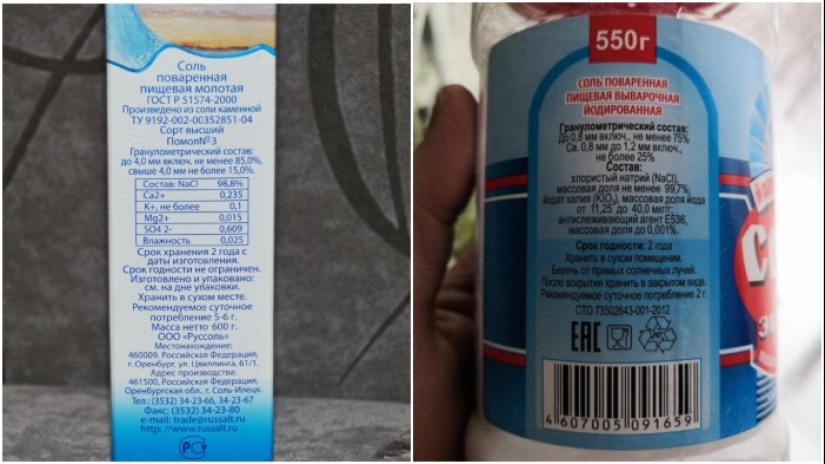 Соль
поваренная
пищевая молотая
ГОСТ Р 51574-2000
Произведено из соли каменной
ТУ 9192-002-00352851-04
Сорт высший
Помол№3
Гранулометрический состав:
до 4,0 мм включ. не менее 85,0%,
свыше 4,0 мм не более 15,0%.
Состав: NaCl 98,8%
Ca2+ 0,235
K+, не более 0,1
Mg2+ 0,015
SO4 2- 0,609
Влажность 0,025
Срок хранения 2 года с
даты изготовления.
Срок годности не ограничен.
Изготовлено и упаковано:
см. на дне упаковки.
Хранить в сухом месте.
Рекомендуемое суточное
потребление 5-6 г.
Масса нетто 600 г.
ООО «Руссоль»
Местонахождение:
460009, Российская Федерация,
г. Оренбург, ул. Цвиллинга, 61/1.
Адрес производства:
461500, Российская Федерация,
Оренбургская обл., г. Соль-Илецк.
Тел.: (3532) 34-23-66, 34-23-67
Факс: (3532) 34-23-80
e-mail: trade@russalt.ru
http://www.russalt.ru
РС
550г
СОЛЬ ПОВАРЕННАЯ
ПИЩЕВАЯ ВЫВАРОЧНАЯ
ЙОДИРОВАННАЯ
Гранулометрический состав:
До 0,8 мм включ., не менее 75%
Св. 0,8 мм до 1,2 мм включ.,
не более 25%
Состав:
хлористый натрий (NaCl),
массовая доля не менее 99,7%;
йодат калия (KIO₃), массовая доля йода
от 11,25 до 40,0 мкг/г;
антислеживающий агент Е536,
массовая доля до 0,001%.
Срок годности: 2 года
Хранить в сухом помещении.
Беречь от прямых солнечных лучей.
После вскрытия хранить в закрытом виде.
Рекомендуемое суточное потребление 2 г.
СТО 73502643-001-2012
EAC
4 607005 091659